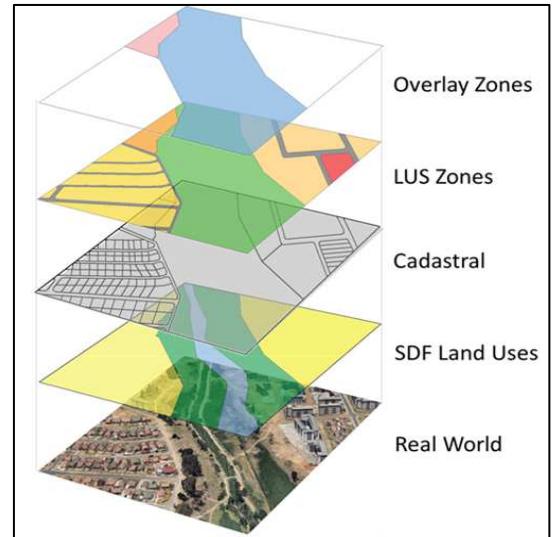 Overlay Zones
LUS Zones
Cadastral
SDF Land Uses
Real World